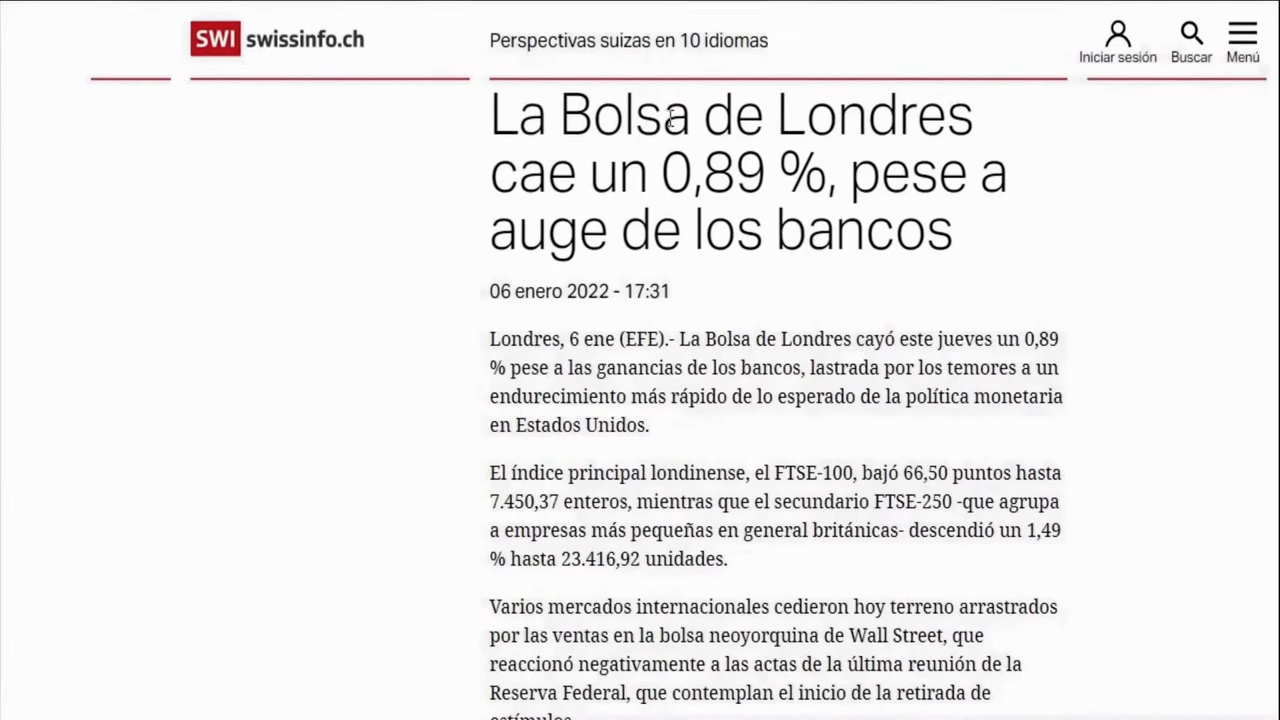 SWI swissinfo.ch
Perspectivas suizas en 10 idiomas
Iniciar sesión
Buscar
Menú
La Bolsa de Londres
cae un 0,89 %, pese a
auge de los bancos
06 enero 2022 - 17:31
Londres, 6 ene (EFE).- La Bolsa de Londres cayó este jueves un 0,89
% pese a las ganancias de los bancos, lastrada por los temores a un
endurecimiento más rápido de lo esperado de la política monetaria
en Estados Unidos.
El índice principal londinense, el FTSE-100, bajó 66,50 puntos hasta
7.450,37 enteros, mientras que el secundario FTSE-250 -que agrupa
a empresas más pequeñas en general británicas- descendió un 1,49
% hasta 23.416,92 unidades.
Varios mercados internacionales cedieron hoy terreno arrastrados
por las ventas en la bolsa neoyorquina de Wall Street, que
reaccionó negativamente a las actas de la última reunión de la
Reserva Federal, que contemplan el inicio de la retirada de
estímulos